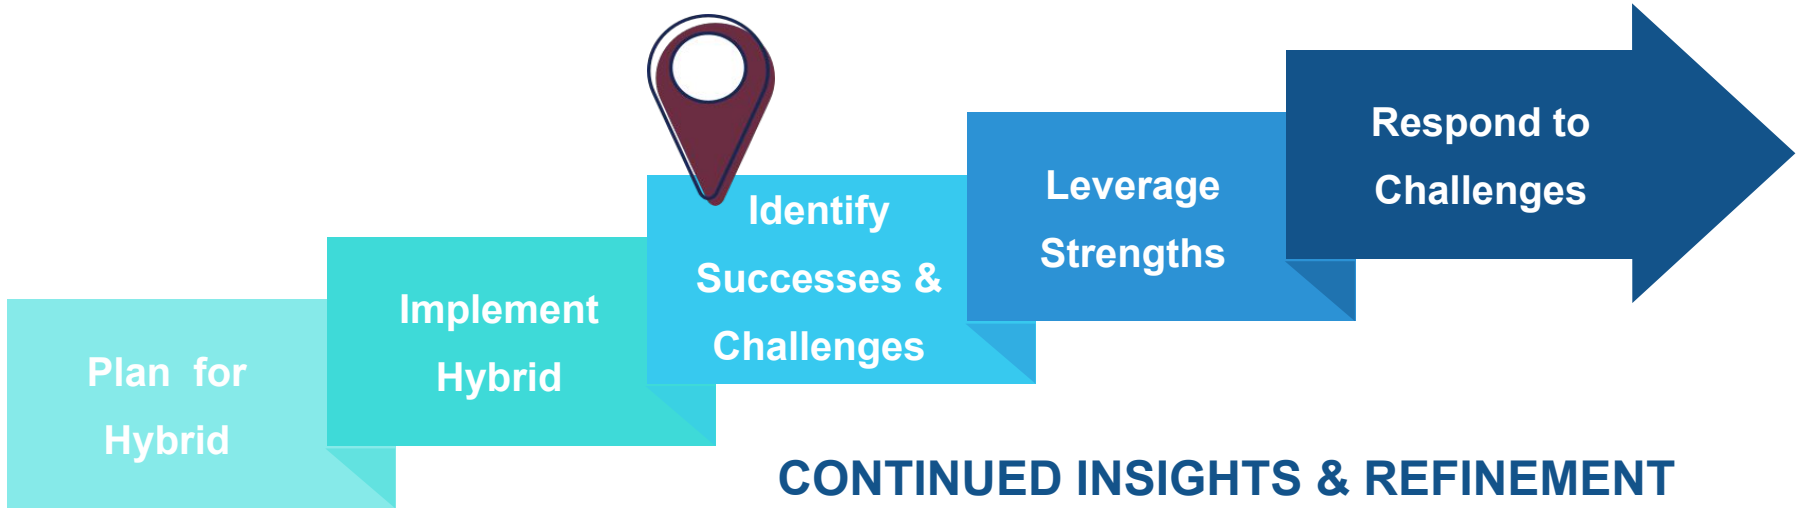 Plan for
Hybrid
Implement
Hybrid
Identify
Successes &
Challenges
Leverage
Strengths
Respond to
Challenges
CONTINUED INSIGHTS & REFINEMENT